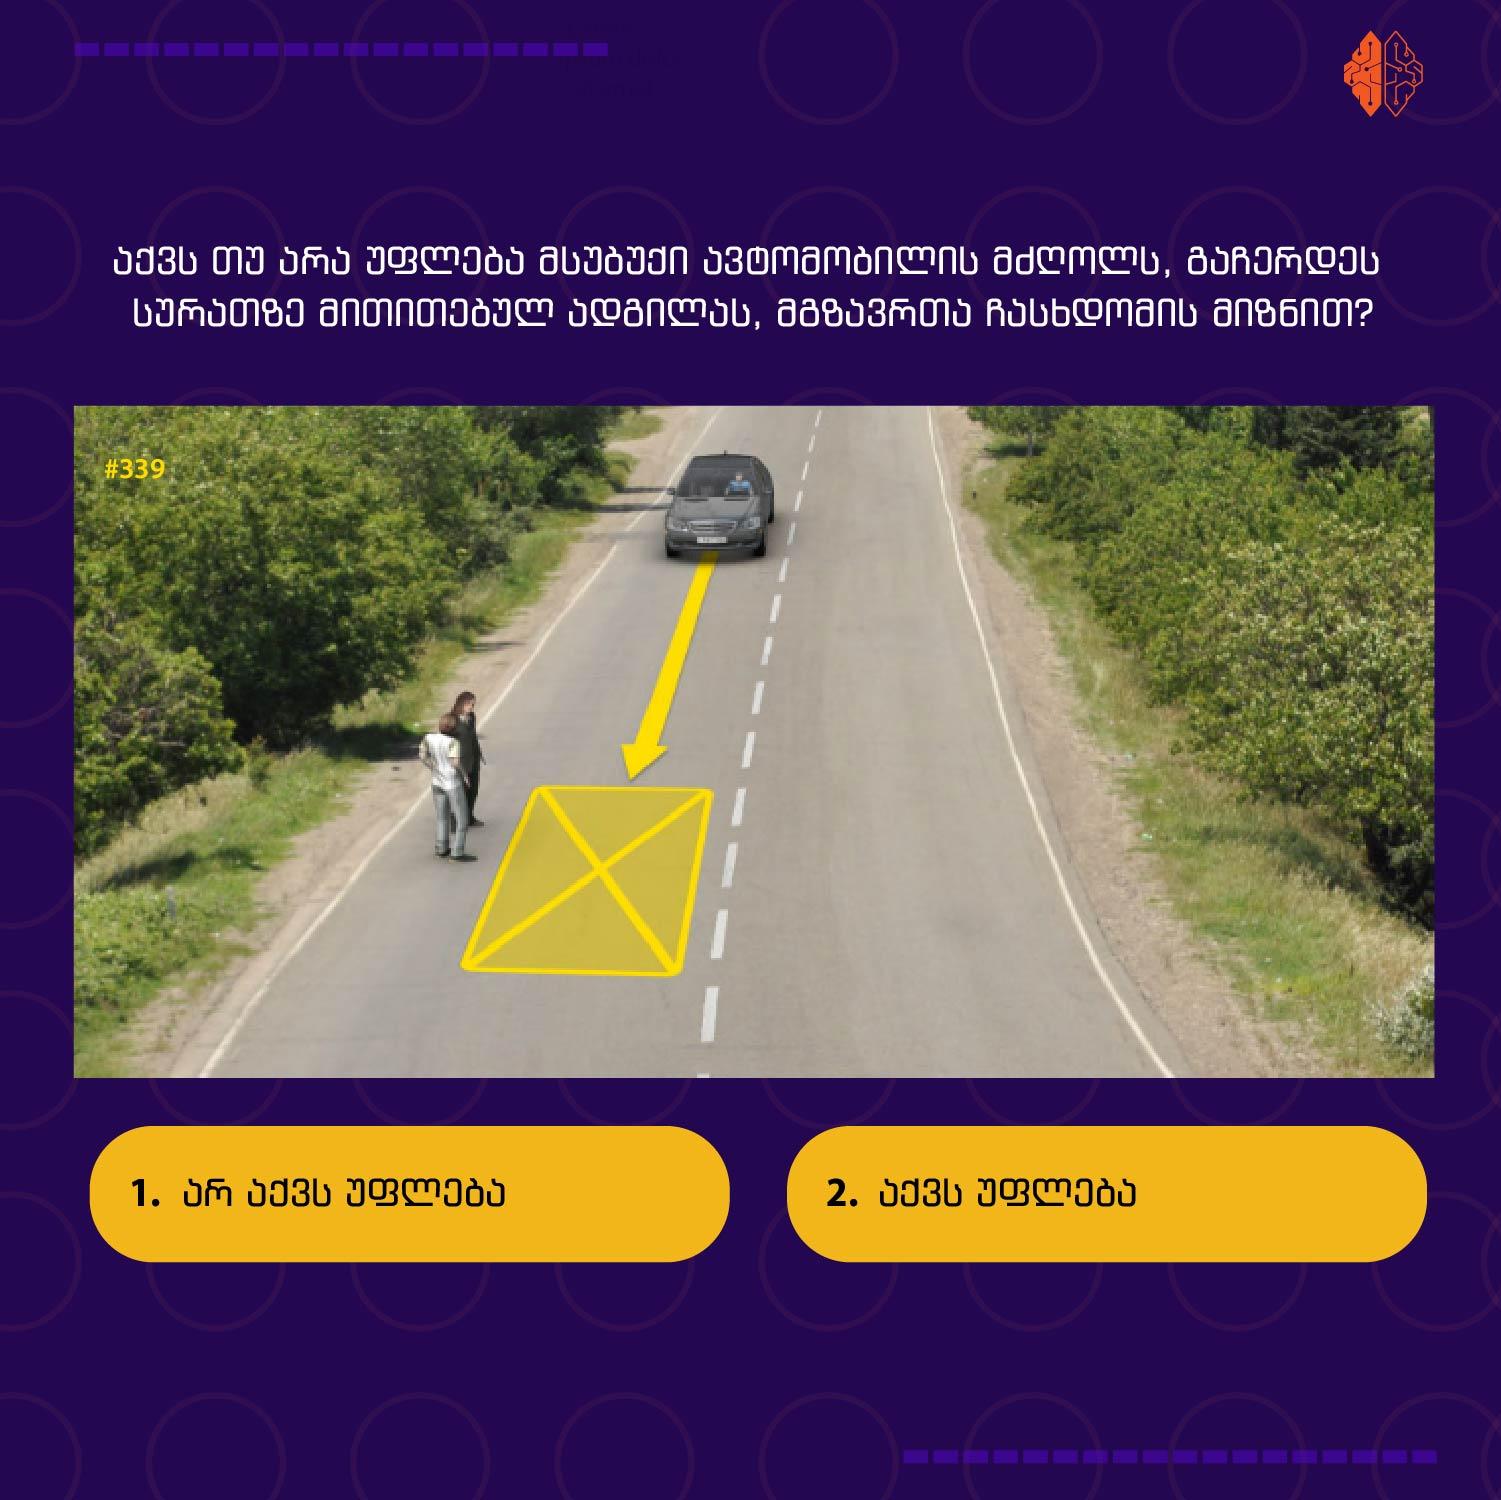 აქვს თუ არა უფლება მსუბუქი ავტომობილის მძღოლს, გაჩერდეს
სურათზე მითითებულ ადგილას, მგზავრთა ჩასხდომის მიზნით?
#339
1. არ აქვს უფლება
2. აქვს უფლება